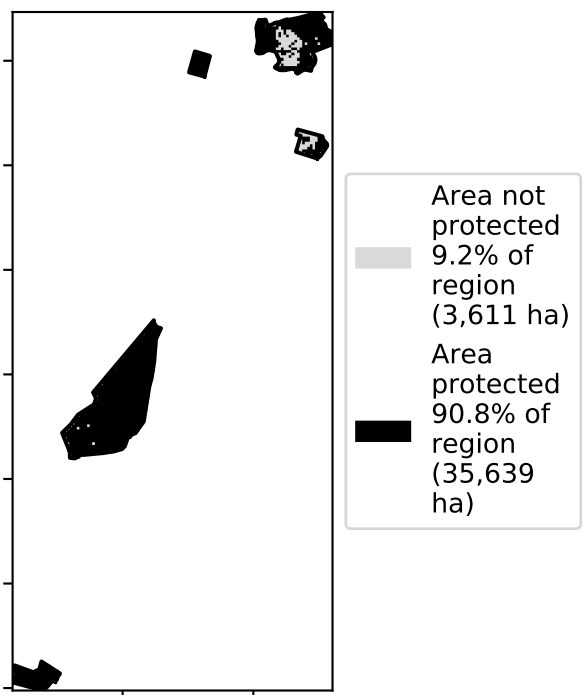 Area not
protected
9.2% of
region
(3,611 ha)
Area
protected
90.8% of
region
(35,639
ha)